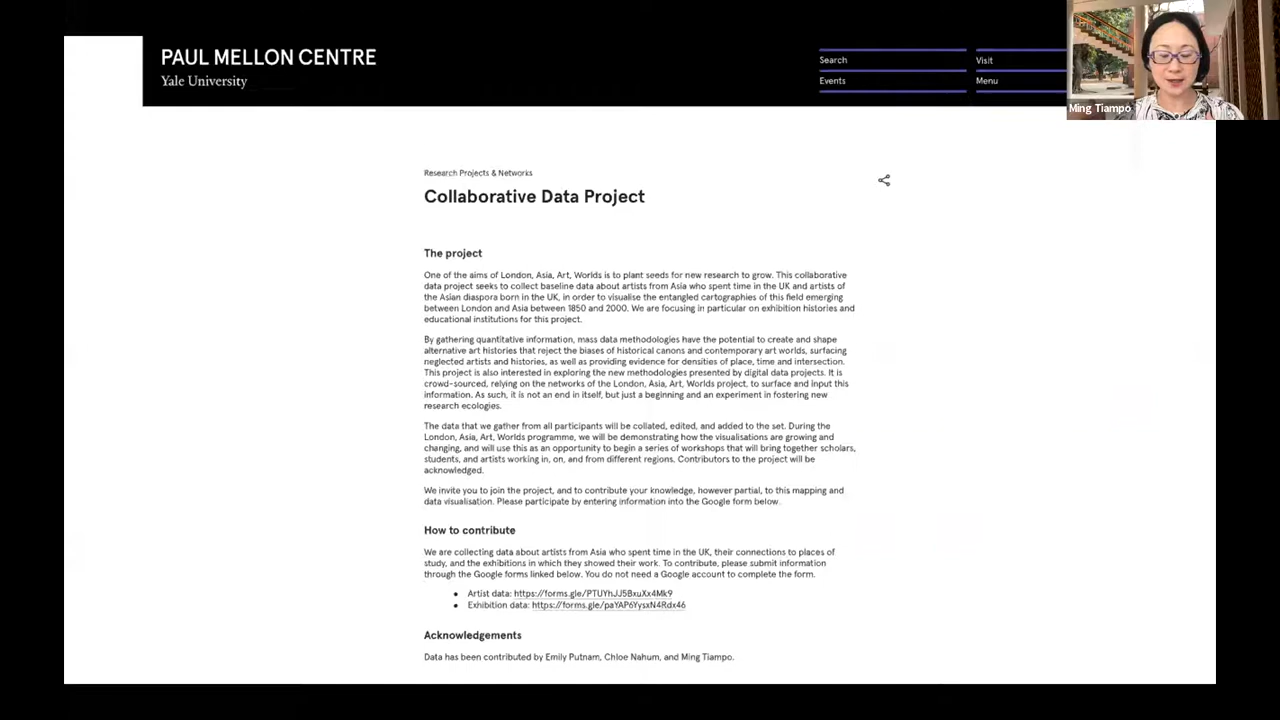 PAUL MELLON CENTRE
Yale University
Search
Visit
Events
Menu
Ming Tiampo
Research Projects & Networks
Collaborative Data Project
The project
One of the aims of London, Asia, Art, Worlds is to plant seeds for new research to grow. This collaborative
data project seeks to collect baseline data about artists from Asia who spent time in the UK and artists of
the Asian diaspora born in the UK, in order to visualise the entangled cartographies of this field emerging
between London and Asia between 1850 and 2000. We are focusing in particular on exhibition histories and
educational institutions for this project.
By gathering quantitative information, mass data methodologies have the potential to create and shape
alternative art histories that reject the biases of historical canons and contemporary art worlds, surfacing
neglected artists and histories, as well as providing evidence for densities of place, time and intersection.
This project is also interested in exploring the new methodologies presented by digital data projects. It is
crowd-sourced, relying on the networks of the London, Asia, Art, Worlds project, to surface and input this
information. As such, it is not an end in itself, but just a beginning and an experiment in fostering new
research ecologies.
The data that we gather from all participants will be collated, edited, and added to the set. During the
London, Asia, Art, Worlds programme, we will be demonstrating how the visualisations are growing and
changing, and will use this as an opportunity to begin a series of workshops that will bring together scholars,
students, and artists working in, on, and from different regions. Contributors to the project will be
acknowledged.
We invite you to join the project, and to contribute your knowledge, however partial, to this mapping and
data visualisation. Please participate by entering information into the Google form below.
How to contribute
We are collecting data about artists from Asia who spent time in the UK, their connections to places of
study, and the exhibitions in which they showed their work. To contribute, please submit information
through the Google forms linked below. You do not need a Google account to complete the form.
• Artist data: https://forms.gle/PTUYhJJ5BxuXx4Mk9
• Exhibition data: https://forms.gle/paYAP6YysxN4Rdx46
Acknowledgements
Data has been contributed by Emily Putnam, Chloe Nahum, and Ming Tiampo.